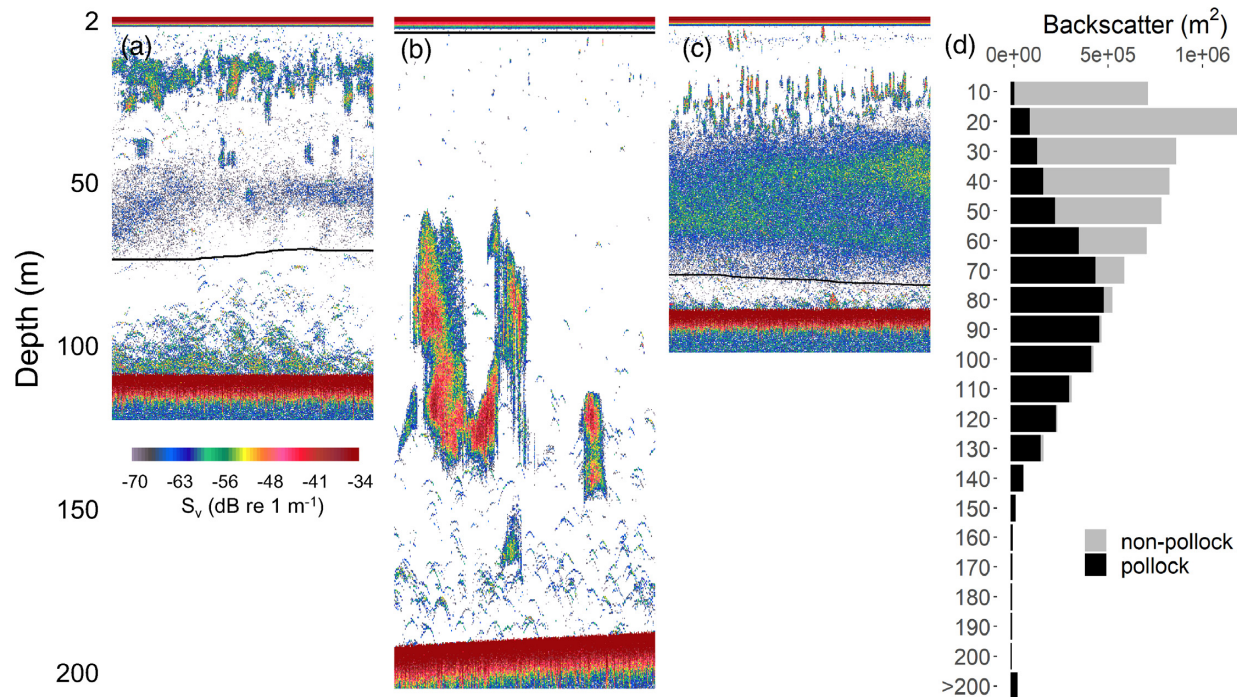 2
50
100
150
200
Depth (m)
(a)
-70 -63 -56 -48 -41 -34
Sv (dB re 1 m⁻¹)
(b)
(c)
(d)
Backscatter (m²)
0e+00 5e+05 1e+06
10
20
30
40
50
60
70
80
90
100
110
120
130
140
150
160
170
180
190
200
>200
non-pollock
pollock